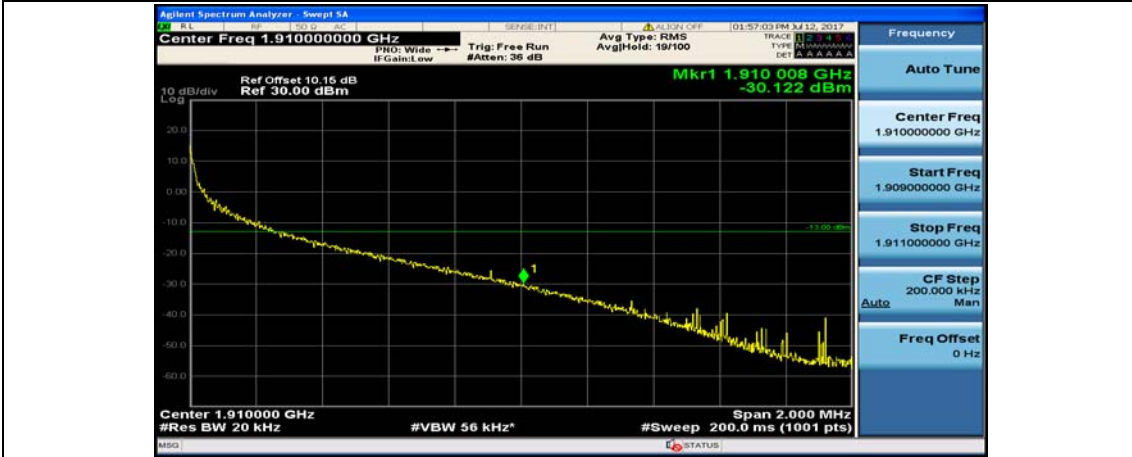 Agilent Spectrum Analyzer - Swept SA
RL RF 50 Ω AC SENSE:INT ALIGN OFF 01:57:03 PM Jul 12, 2017
Center Freq 1.910000000 GHz
PNO: Wide
IFGain:Low
Trig: Free Run
#Atten: 36 dB
Avg Type: RMS
Avg|Hold: 19/100
TRACE 1 2 3 4 5 6
TYPE M
DET A A A A A A
Ref Offset 10.15 dB
Ref 30.00 dBm
10 dB/div
Log
Mkr1 1.910 008 GHz
-30.122 dBm
20.0
10.0
0.00
-10.0
-20.0
-30.0
-40.0
-50.0
-60.0
-13.00 dBm
1
Center 1.910000 GHz
#Res BW 20 kHz
#VBW 56 kHz*
Span 2.000 MHz
#Sweep 200.0 ms (1001 pts)
MSG
STATUS
Frequency
Auto Tune
Center Freq
1.910000000 GHz
Start Freq
1.909000000 GHz
Stop Freq
1.911000000 GHz
CF Step
200.000 kHz
Auto Man
Freq Offset
0 Hz